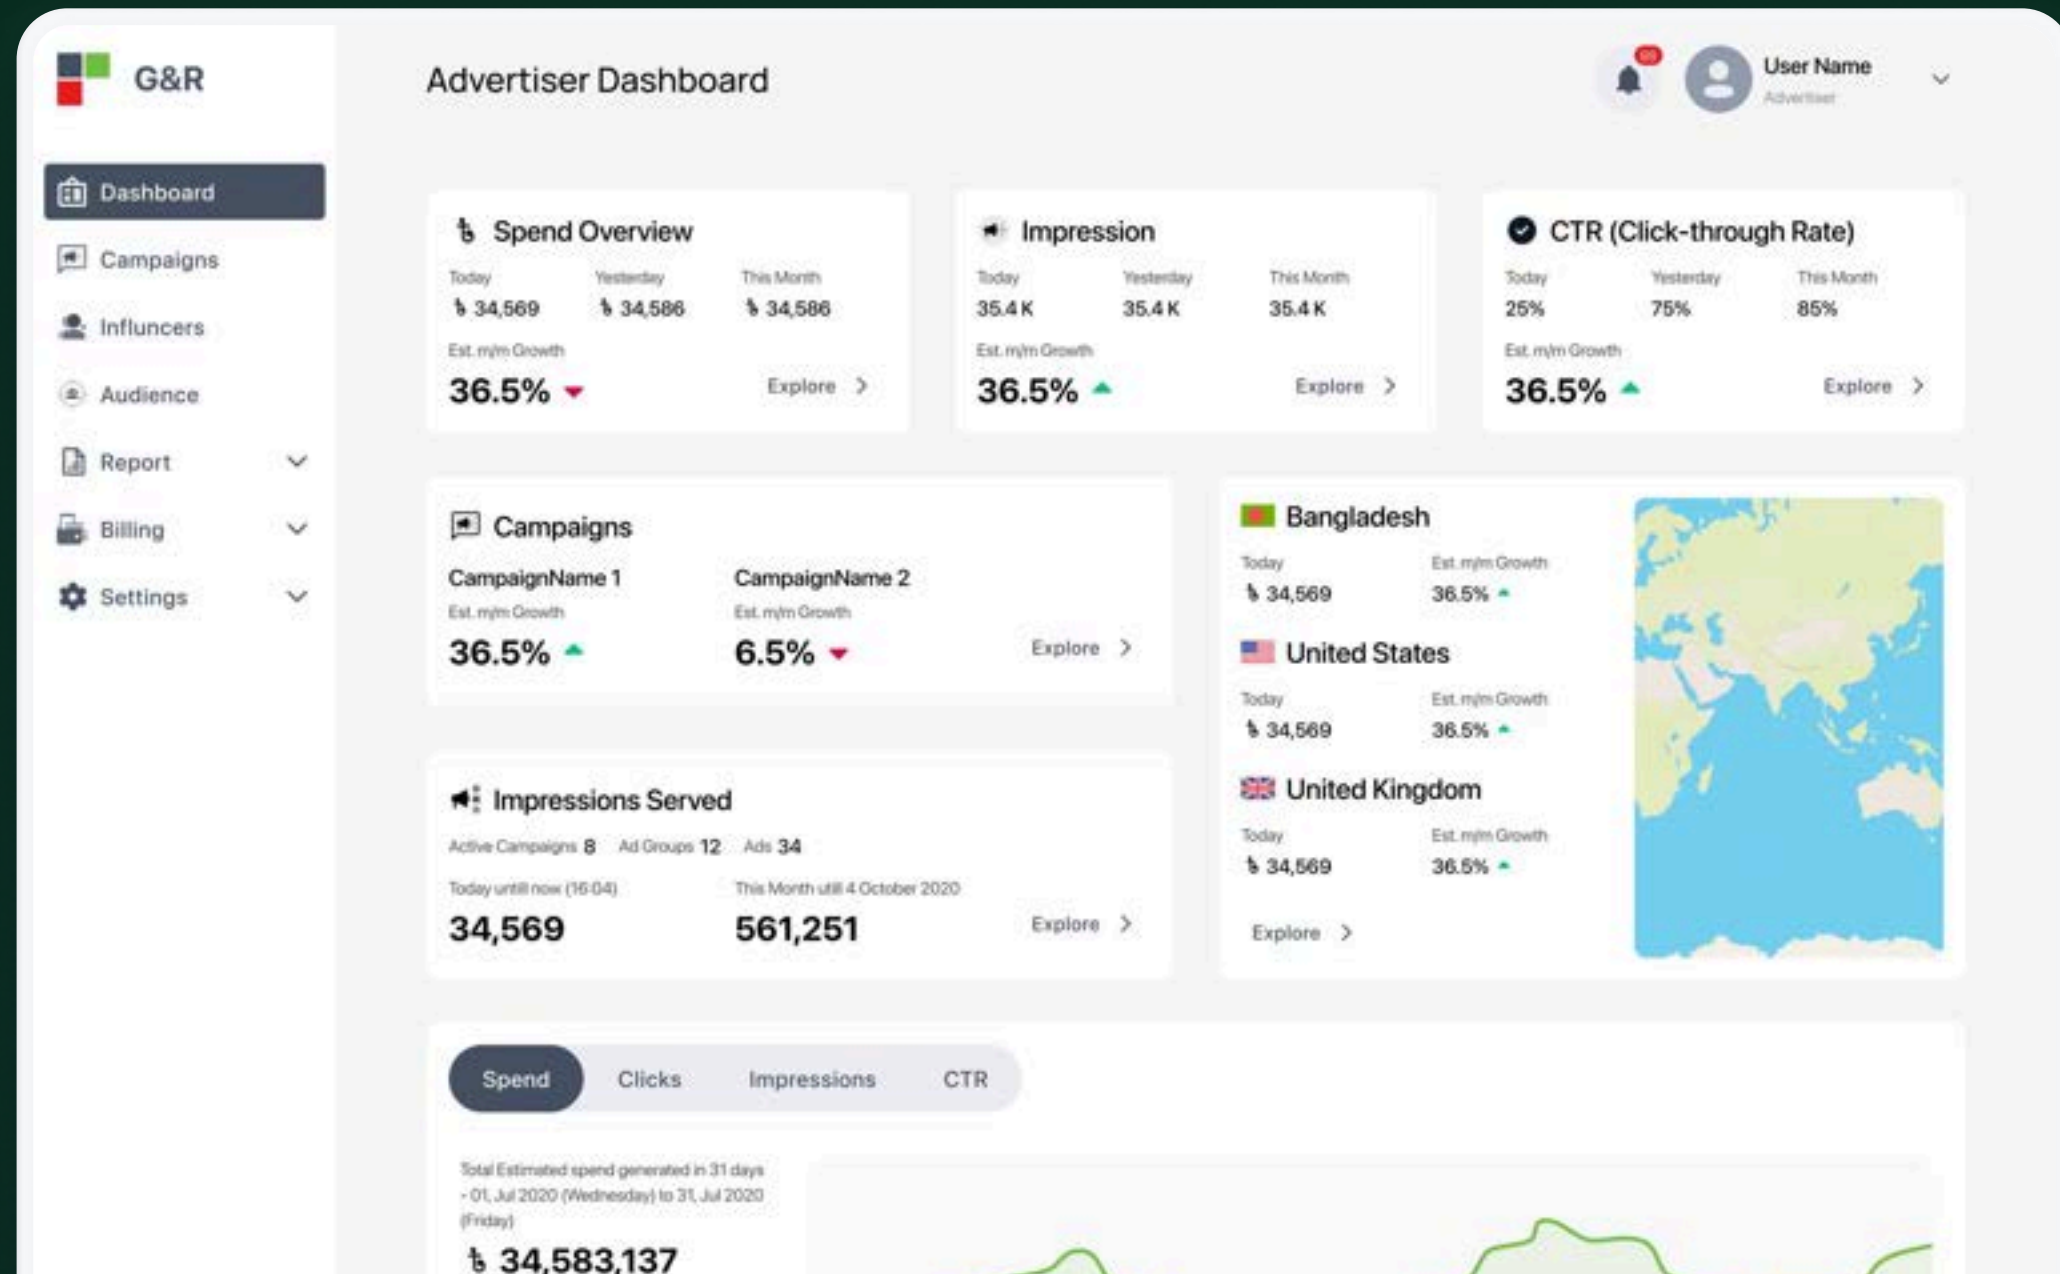 G&R
Advertiser Dashboard
User Name
Advertiser
Dashboard
Campaigns
Influncers
Audience
Report
Billing
Settings
৳ Spend Overview
Today Yesterday This Month
৳ 34,569 ৳ 34,586 ৳ 34,586
Est. m/m Growth
36.5% Explore
Impression
Today Yesterday This Month
35.4 K 35.4 K 35.4 K
Est. m/m Growth
36.5% Explore
CTR (Click-through Rate)
Today Yesterday This Month
25% 75% 85%
Est. m/m Growth
36.5% Explore
Campaigns
CampaignName 1 CampaignName 2
Est. m/m Growth Est. m/m Growth
36.5% 6.5% Explore
Impressions Served
Active Campaigns 8 Ad Groups 12 Ads 34
Today untill now (16:04) This Month utill 4 October 2020
34,569 561,251 Explore
Bangladesh
Today Est. m/m Growth
৳ 34,569 36.5%
United States
Today Est. m/m Growth
৳ 34,569 36.5%
United Kingdom
Today Est. m/m Growth
৳ 34,569 36.5%
Explore
Spend Clicks Impressions CTR
Total Estimated spend generated in 31 days
- 01, Jul 2020 (Wednesday) to 31, Jul 2020
(Friday)
৳ 34,583,137